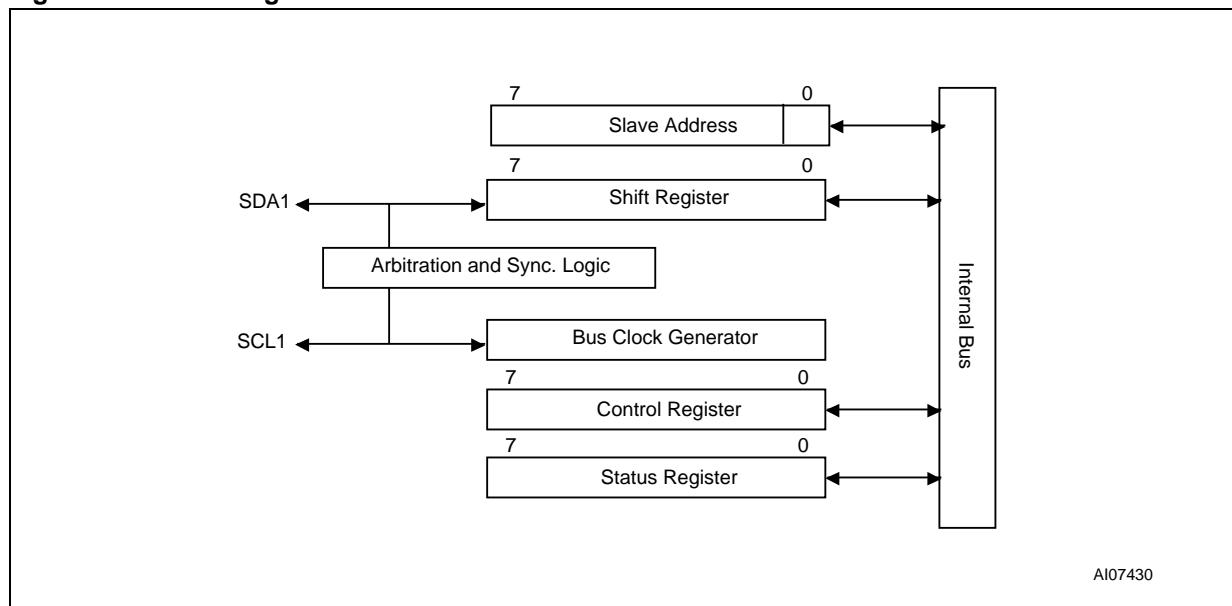 7 0
Slave Address
7 0
SDA1
Shift Register
Arbitration and Sync. Logic
SCL1
Bus Clock Generator
7 0
Control Register
7 0
Status Register
Internal Bus
AI07430